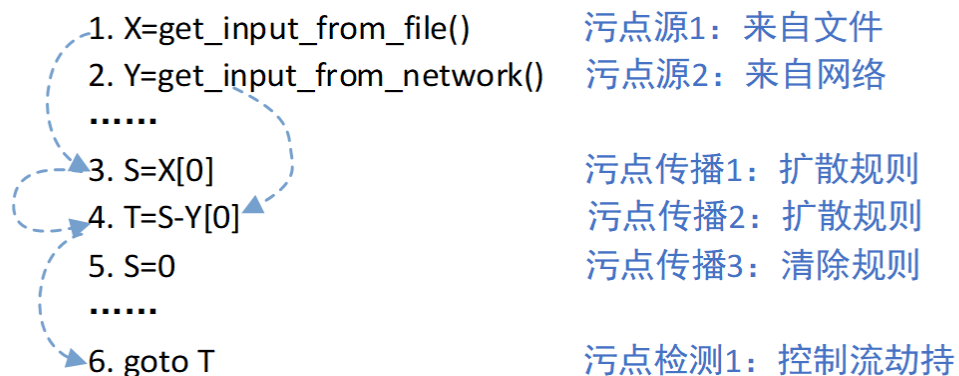 1. X=get_input_from_file() 污点源1：来自文件
2. Y=get_input_from_network() 污点源2：来自网络
……
3. S=X[0] 污点传播1：扩散规则
4. T=S-Y[0] 污点传播2：扩散规则
5. S=0 污点传播3：清除规则
……
6. goto T 污点检测1：控制流劫持